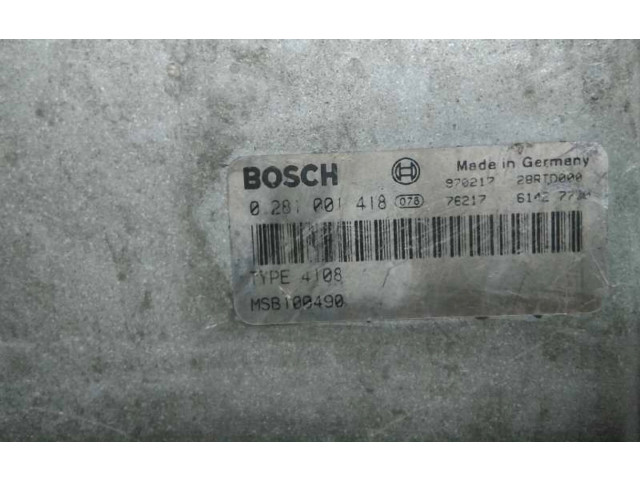 BOSCH Made in Germany
970217 28RTD000
0 281 001 418 078 76217
TYPE 4108
MSB100490